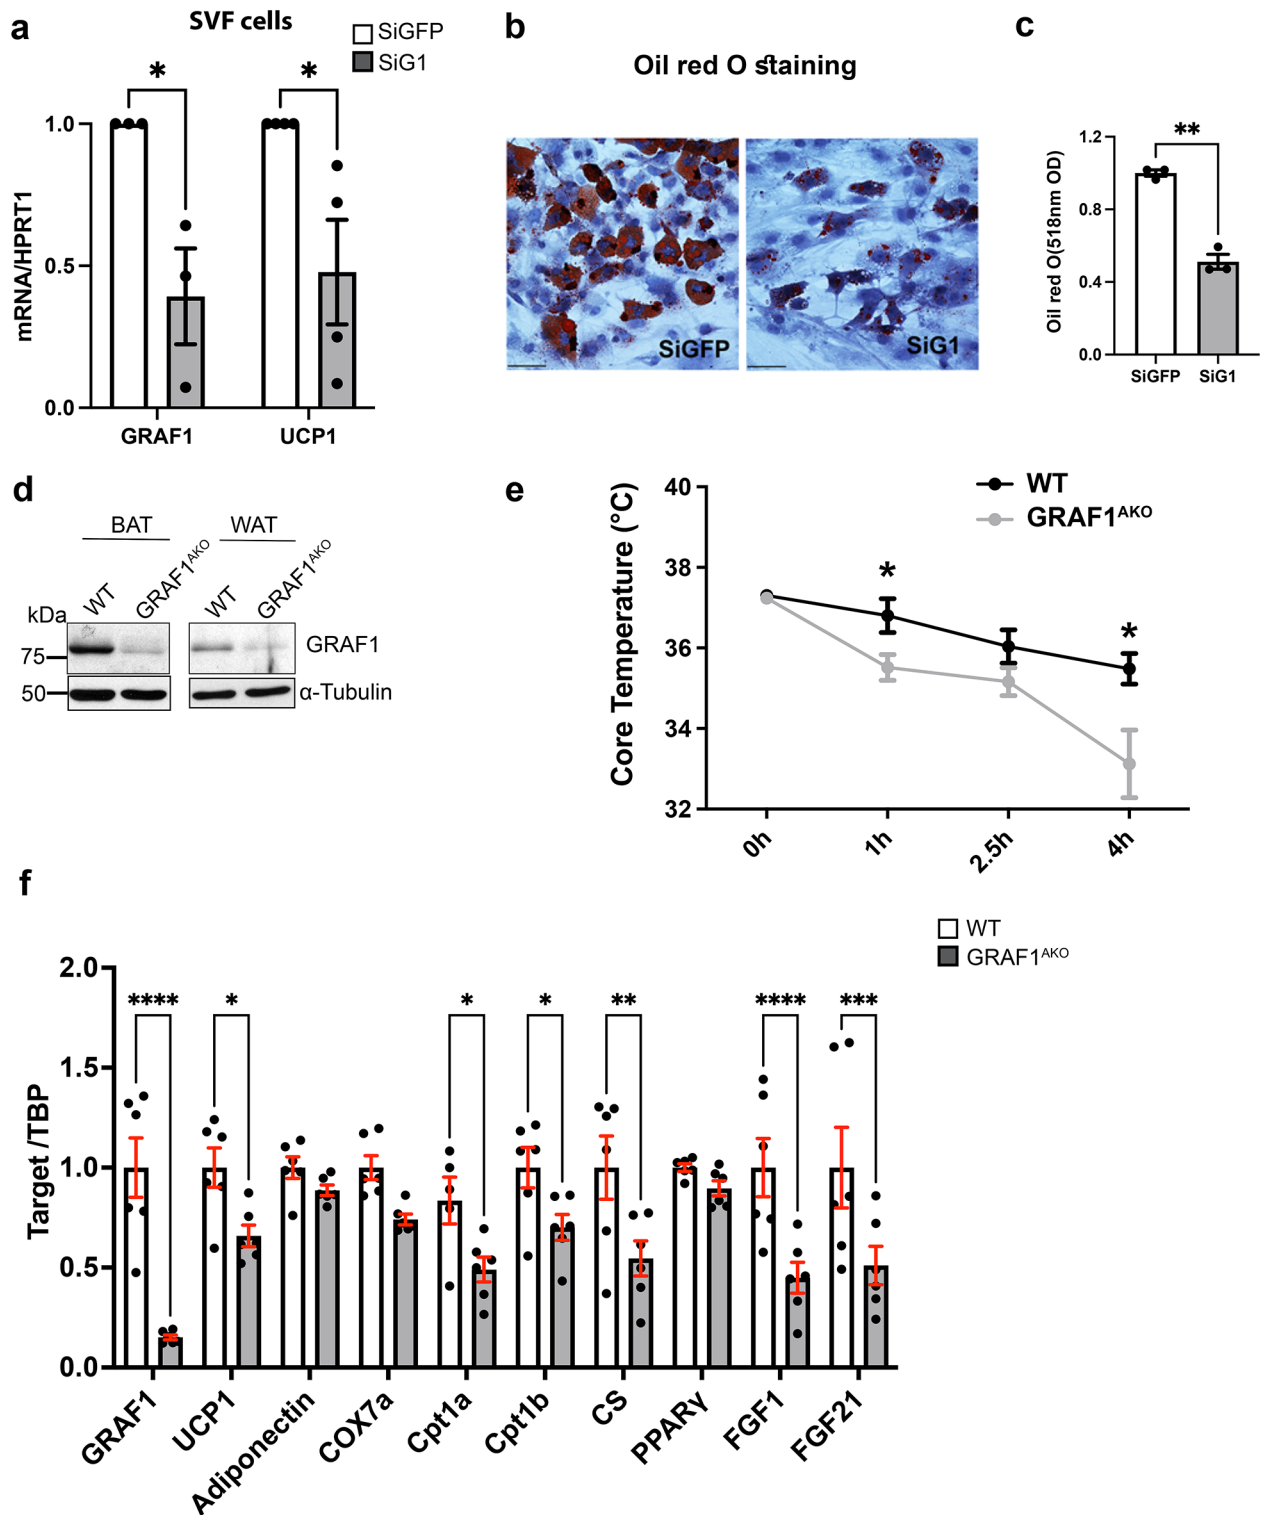 a
SVF cells
SiGFP
SiG1
*
*
1.0
0.5
0.0
mRNA/HPRT1
GRAF1
UCP1
b
Oil red O staining
SiGFP
SiG1
c
**
1.2
0.8
0.4
0.0
Oil red O(518nm OD)
SiGFP
SiG1
d
BAT
WAT
WT
GRAF1AKO
WT
GRAF1AKO
kDa
75
50
GRAF1
α-Tubulin
e
WT
GRAF1AKO
40
38
36
34
32
Core Temperature (°C)
*
*
0h
1h
2.5h
4h
f
WT
GRAF1AKO
2.0
1.5
1.0
0.5
0.0
Target /TBP
****
*
*
*
**
****
***
GRAF1
UCP1
Adiponectin
COX7a
Cpt1a
Cpt1b
CS
PPARγ
FGF1
FGF21